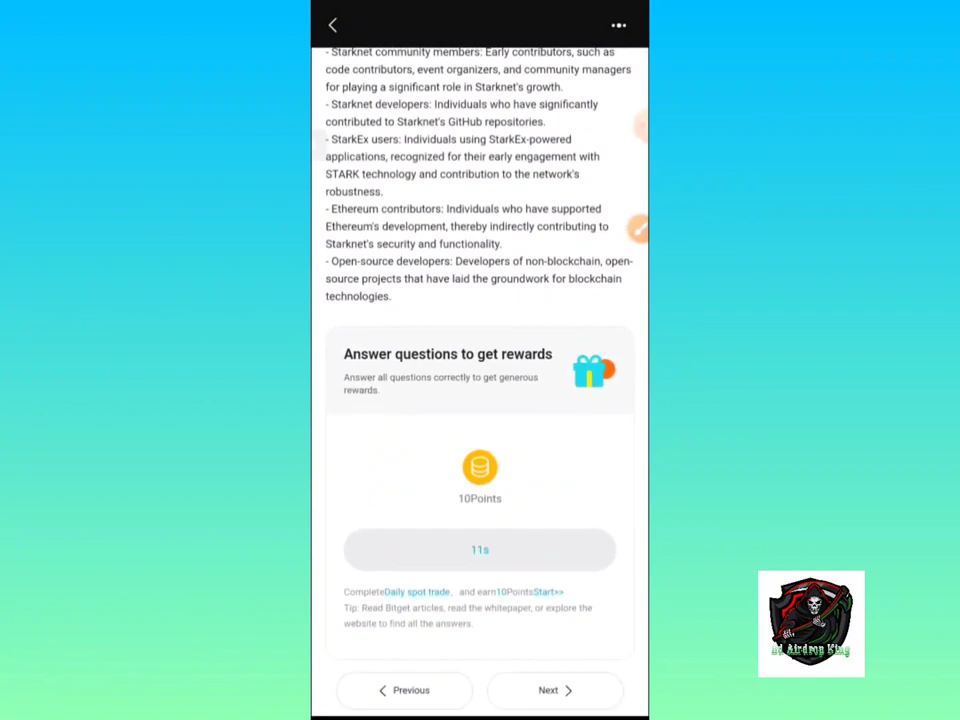 - Starknet community members: Early contributors, such as
code contributors, event organizers, and community managers
for playing a significant role in Starknet's growth.
- Starknet developers: Individuals who have significantly
contributed to Starknet's GitHub repositories.
- StarkEx users: Individuals using StarkEx-powered
applications, recognized for their early engagement with
STARK technology and contribution to the network's
robustness.
- Ethereum contributors: Individuals who have supported
Ethereum's development, thereby indirectly contributing to
Starknet's security and functionality.
- Open-source developers: Developers of non-blockchain, open-
source projects that have laid the groundwork for blockchain
technologies.
Answer questions to get rewards
Answer all questions correctly to get generous
rewards.
10Points
11s
CompleteDaily spot trade, and earn10PointsStart>>
Tip: Read Bitget articles, read the whitepaper, or explore the
website to find all the answers.
Previous
Next
nd Airdrop King